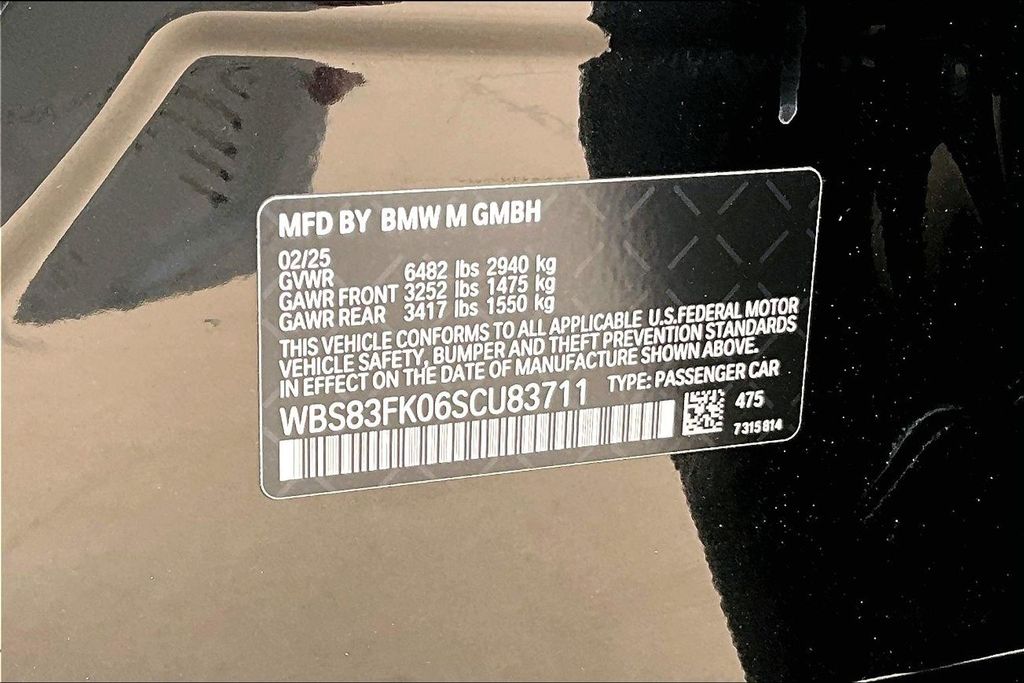 MFD BY BMW M GMBH
02/25
GVWR 6482 lbs 2940 kg
GAWR FRONT 3252 lbs 1475 kg
GAWR REAR 3417 lbs 1550 kg
THIS VEHICLE CONFORMS TO ALL APPLICABLE U.S.FEDERAL MOTOR
VEHICLE SAFETY, BUMPER AND THEFT PREVENTION STANDARDS
IN EFFECT ON THE DATE OF MANUFACTURE SHOWN ABOVE.
WBS83FK06SCU83711 TYPE: PASSENGER CAR
475
7315814